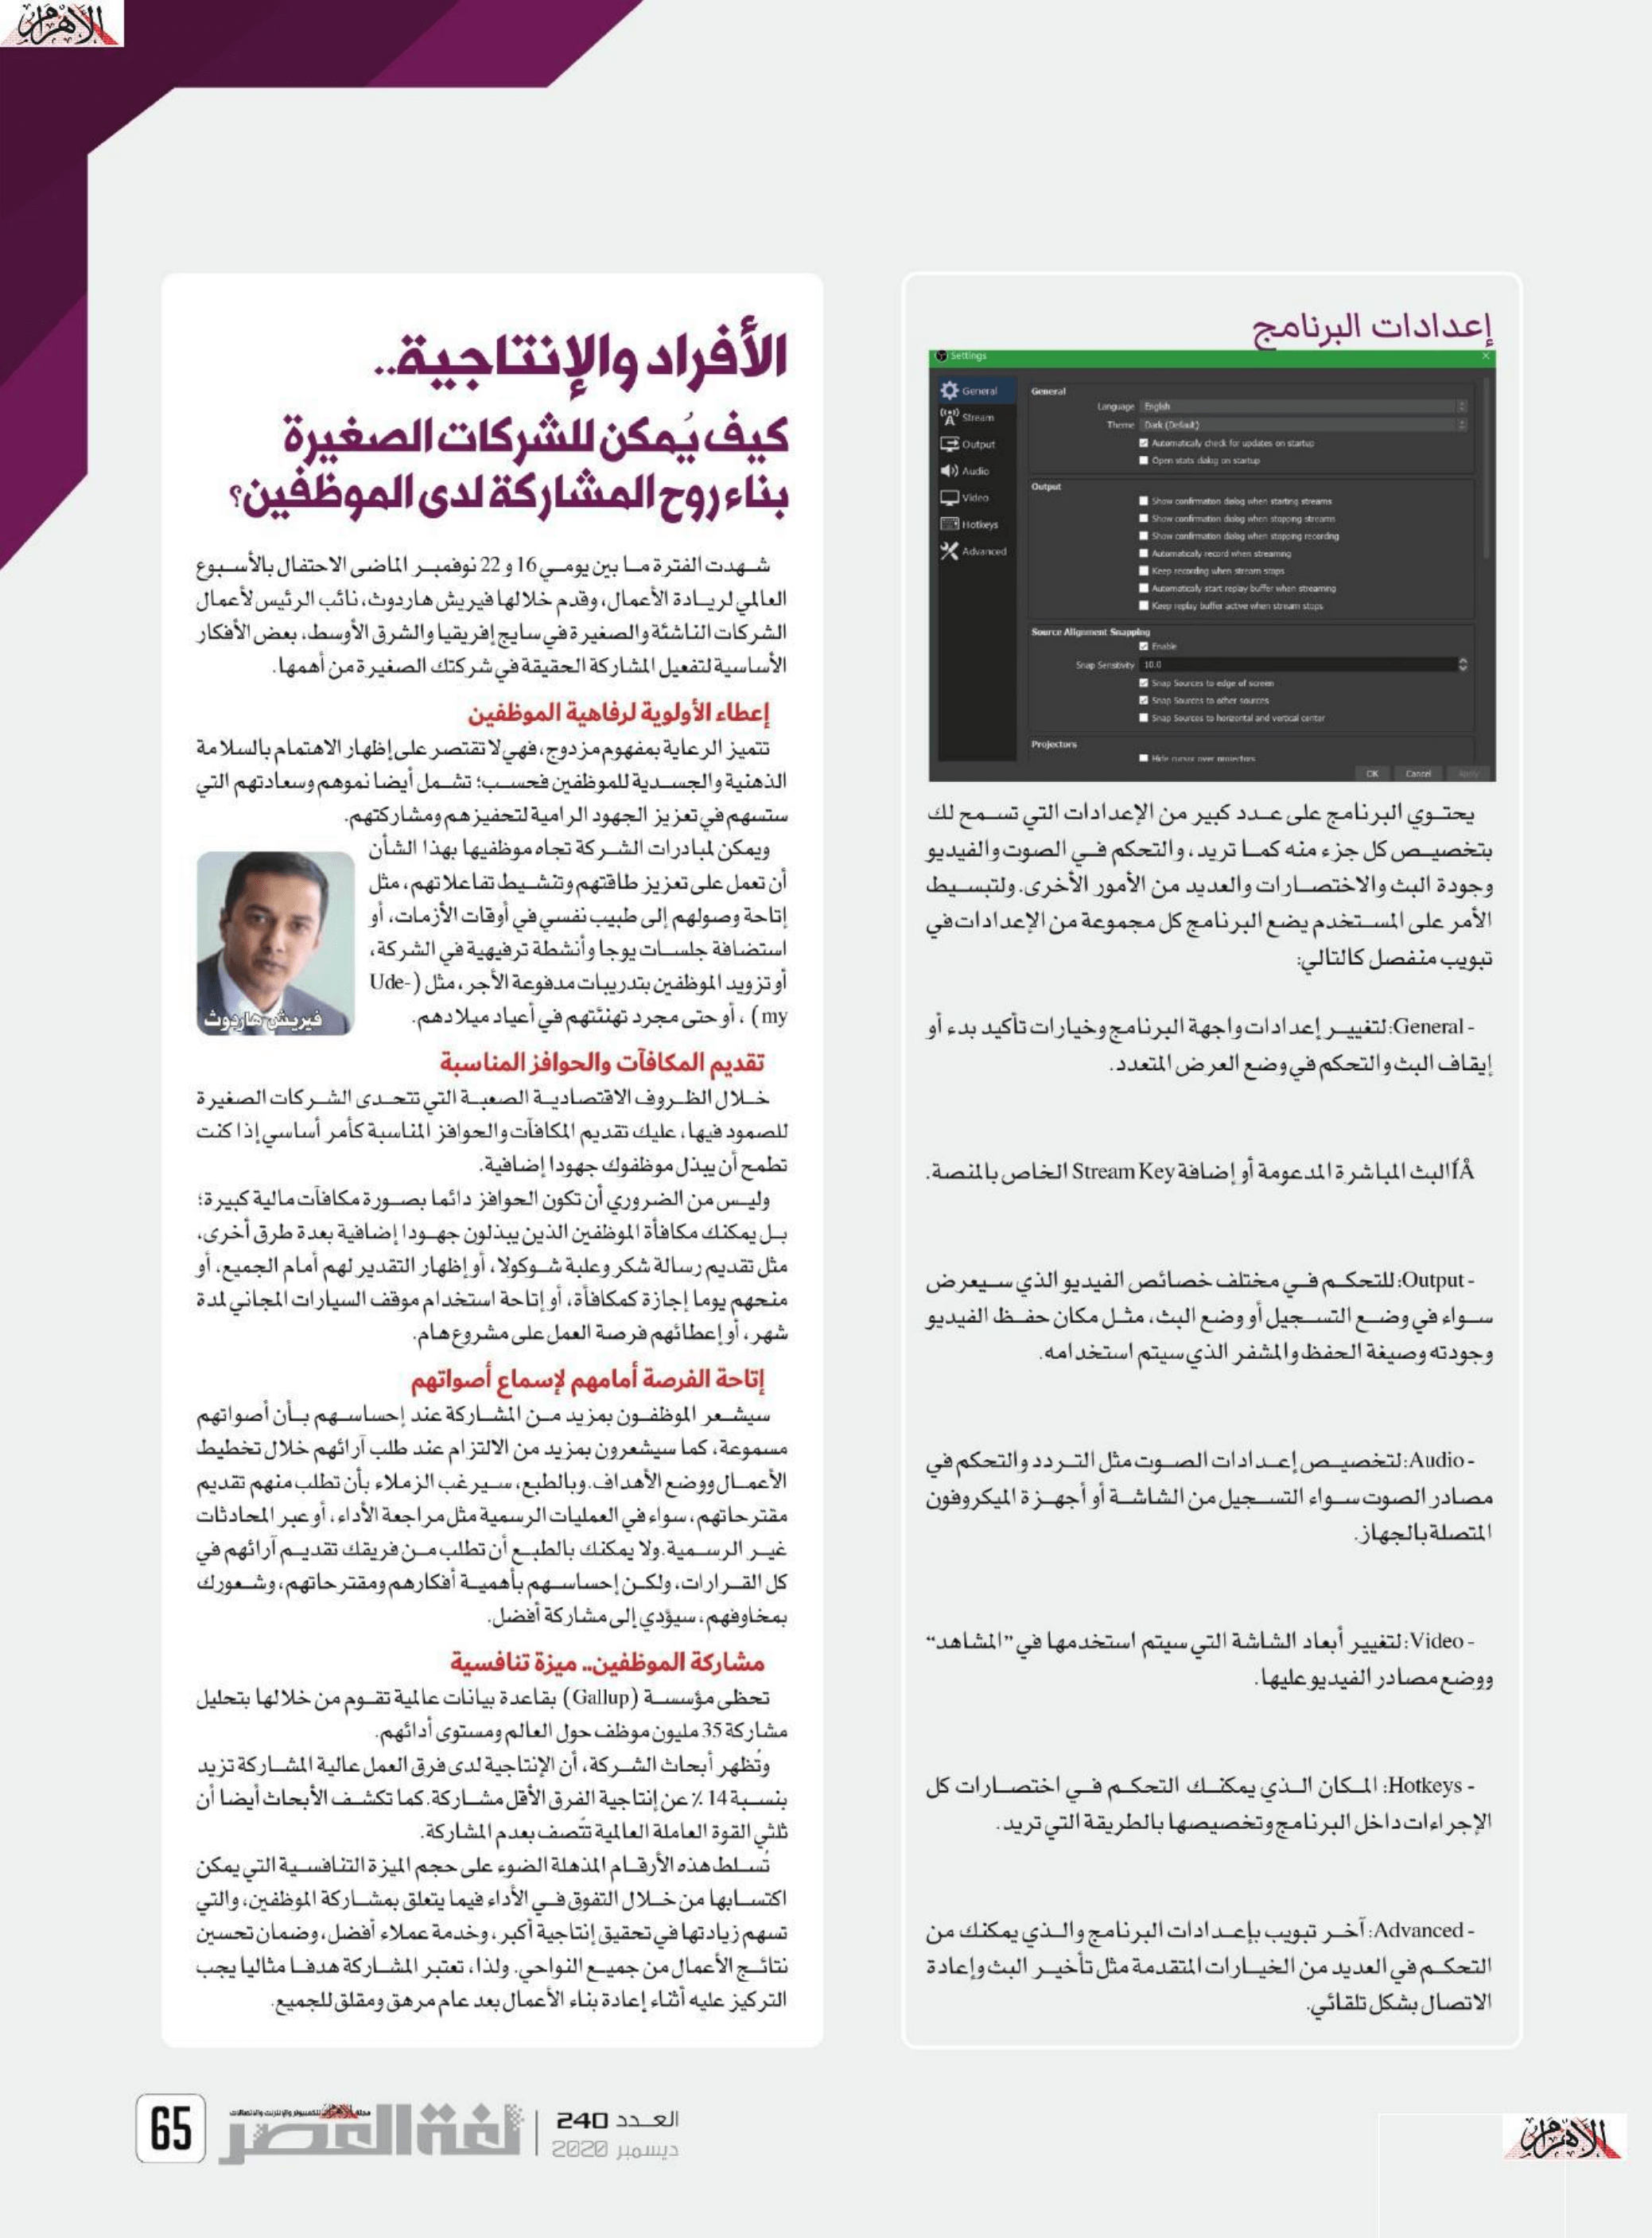 الأهرام
إعدادات البرنامج
Settings
General
Stream
Output
Audio
Video
Hotkeys
Advanced
General
Language English
Theme Dark (Default)
Automatically check for updates on startup
Open stats dialog on startup
Output
Show confirmation dialog when starting streams
Show confirmation dialog when stopping streams
Show confirmation dialog when stopping recording
Automatically record when streaming
Keep recording when stream stops
Automatically start replay buffer when streaming
Keep replay buffer active when stream stops
Source Alignment Snapping
Enable
Snap Sensitivity 10.0
Snap Sources to edge of screen
Snap Sources to other sources
Snap Sources to horizontal and vertical center
Projectors
Hide cursor over projectors
OK Cancel Apply
يحتوي البرنامج على عدد كبير من الإعدادات التي تسمح لك
بتخصيص كل جزء منه كما تريد، والتحكم في الصوت والفيديو
وجودة البث والاختصارات والعديد من الأمور الأخرى. ولتبسيط
الأمر على المستخدم يضع البرنامج كل مجموعة من الإعدادات في
تبويب منفصل كالتالي:
- General: لتغيير إعدادات واجهة البرنامج وخيارات تأكيد بدء أو
إيقاف البث والتحكم في وضع العرض المتعدد.
البث المباشرة المدعومة أو إضافة Stream Key الخاص بالمنصة.
- Output: للتحكم في مختلف خصائص الفيديو الذي سيعرض
سواء في وضع التسجيل أو وضع البث، مثل مكان حفظ الفيديو
وجودته وصيغة الحفظ والمشفر الذي سيتم استخدامه.
- Audio: لتخصيص إعدادات الصوت مثل التردد والتحكم في
مصادر الصوت سواء التسجيل من الشاشة أو أجهزة الميكروفون
المتصلة بالجهاز.
- Video: لتغيير أبعاد الشاشة التي سيتم استخدمها في "المشاهد"
ووضع مصادر الفيديو عليها.
- Hotkeys: المكان الذي يمكنك التحكم في اختصارات كل
الإجراءات داخل البرنامج وتخصيصها بالطريقة التي تريد.
- Advanced: آخر تبويب بإعدادات البرنامج والذي يمكنك من
التحكم في العديد من الخيارات المتقدمة مثل تأخير البث وإعادة
الاتصال بشكل تلقائي.
الأفراد والإنتاجية..
كيف يُمكن للشركات الصغيرة
بناء روح المشاركة لدى الموظفين؟
شهدت الفترة ما بين يومي 16 و 22 نوفمبر الماضى الاحتفال بالأسبوع
العالمي لريادة الأعمال، وقدم خلالها فيريش هاردوث، نائب الرئيس لأعمال
الشركات الناشئة والصغيرة في سايج إفريقيا والشرق الأوسط، بعض الأفكار
الأساسية لتفعيل المشاركة الحقيقة في شركتك الصغيرة من أهمها.
إعطاء الأولوية لرفاهية الموظفين
تتميز الرعاية بمفهوم مزدوج، فهي لا تقتصر على إظهار الاهتمام بالسلامة
الذهنية والجسدية للموظفين فحسب؛ تشمل أيضا نموهم وسعادتهم التي
ستسهم في تعزيز الجهود الرامية لتحفيزهم ومشاركتهم.
ويمكن لمبادرات الشركة تجاه موظفيها بهذا الشأن
أن تعمل على تعزيز طاقتهم وتنشيط تفاعلاتهم، مثل
إتاحة وصولهم إلى طبيب نفسي في أوقات الأزمات، أو
استضافة جلسات يوجا وأنشطة ترفيهية في الشركة،
أو تزويد الموظفين بتدريبات مدفوعة الأجر، مثل (Ude-
my) ، أو حتى مجرد تهنئتهم في أعياد ميلادهم.
فيريش هاردوث
تقديم المكافآت والحوافز المناسبة
خلال الظروف الاقتصادية الصعبة التي تتحدى الشركات الصغيرة
للصمود فيها، عليك تقديم المكافآت والحوافز المناسبة كأمر أساسي إذا كنت
تطمح أن يبذل موظفوك جهودا إضافية.
وليس من الضروري أن تكون الحوافز دائما بصورة مكافآت مالية كبيرة؛
بل يمكنك مكافأة الموظفين الذين يبذلون جهودا إضافية بعدة طرق أخرى،
مثل تقديم رسالة شكر وعلبة شوكولا، أو إظهار التقدير لهم أمام الجميع، أو
منحهم يوما إجازة كمكافأة، أو إتاحة استخدام موقف السيارات المجاني لمدة
شهر، أو إعطائهم فرصة العمل على مشروع هام.
إتاحة الفرصة أمامهم لإسماع أصواتهم
سيشعر الموظفون بمزيد من المشاركة عند إحساسهم بأن أصواتهم
مسموعة، كما سيشعرون بمزيد من الالتزام عند طلب آرائهم خلال تخطيط
الأعمال ووضع الأهداف. وبالطبع، سيرغب الزملاء بأن تطلب منهم تقديم
مقترحاتهم، سواء في العمليات الرسمية مثل مراجعة الأداء، أو عبر المحادثات
غير الرسمية. ولا يمكنك بالطبع أن تطلب من فريقك تقديم آرائهم في
كل القرارات، ولكن إحساسهم بأهمية أفكارهم ومقترحاتهم، وشعورك
بمخاوفهم، سيؤدي إلى مشاركة أفضل.
مشاركة الموظفين.. ميزة تنافسية
تحظى مؤسسة (Gallup) بقاعدة بيانات عالمية تقوم من خلالها بتحليل
مشاركة 35 مليون موظف حول العالم ومستوى أدائهم.
وتُظهر أبحاث الشركة، أن الإنتاجية لدى فرق العمل عالية المشاركة تزيد
بنسبة 14 ٪ عن إنتاجية الفرق الأقل مشاركة. كما تكشف الأبحاث أيضا أن
ثلثي القوة العاملة العالمية تتصف بعدم المشاركة.
تُسلط هذه الأرقام المذهلة الضوء على حجم الميزة التنافسية التي يمكن
اكتسابها من خلال التفوق في الأداء فيما يتعلق بمشاركة الموظفين، والتي
تسهم زيادتها في تحقيق إنتاجية أكبر، وخدمة عملاء أفضل، وضمان تحسين
نتائج الأعمال من جميع النواحي. ولذا، تعتبر المشاركة هدفا مثاليا يجب
التركيز عليه أثناء إعادة بناء الأعمال بعد عام مرهق ومقلق للجميع.
العدد 240
ديسمبر 2020
مجلة الأهرام للكمبيوتر والإنترنت والاتصالات
لغة العصر
65
الأهرام